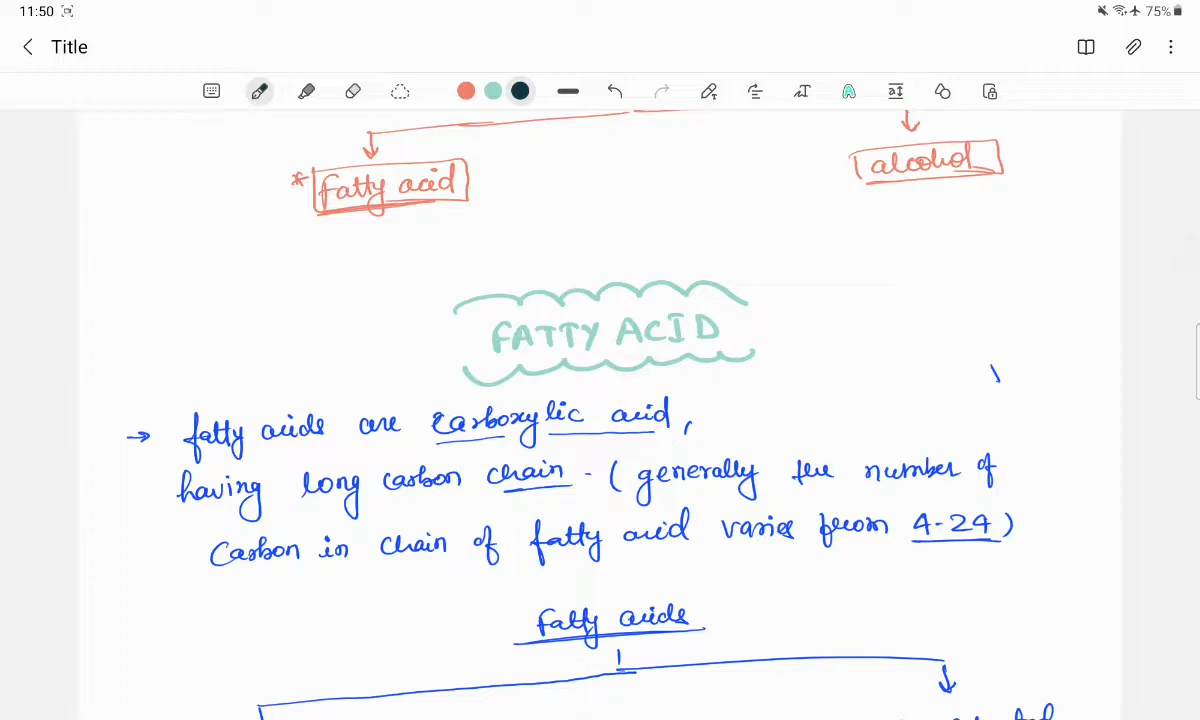 11:50
75%
Title
* Fatty acid
alcohol
FATTY ACID
→ fatty acids are carboxylic acid,
having long carbon chain - (generally the number of
Carbon in chain of fatty acid varies from 4-24)
Fatty acids